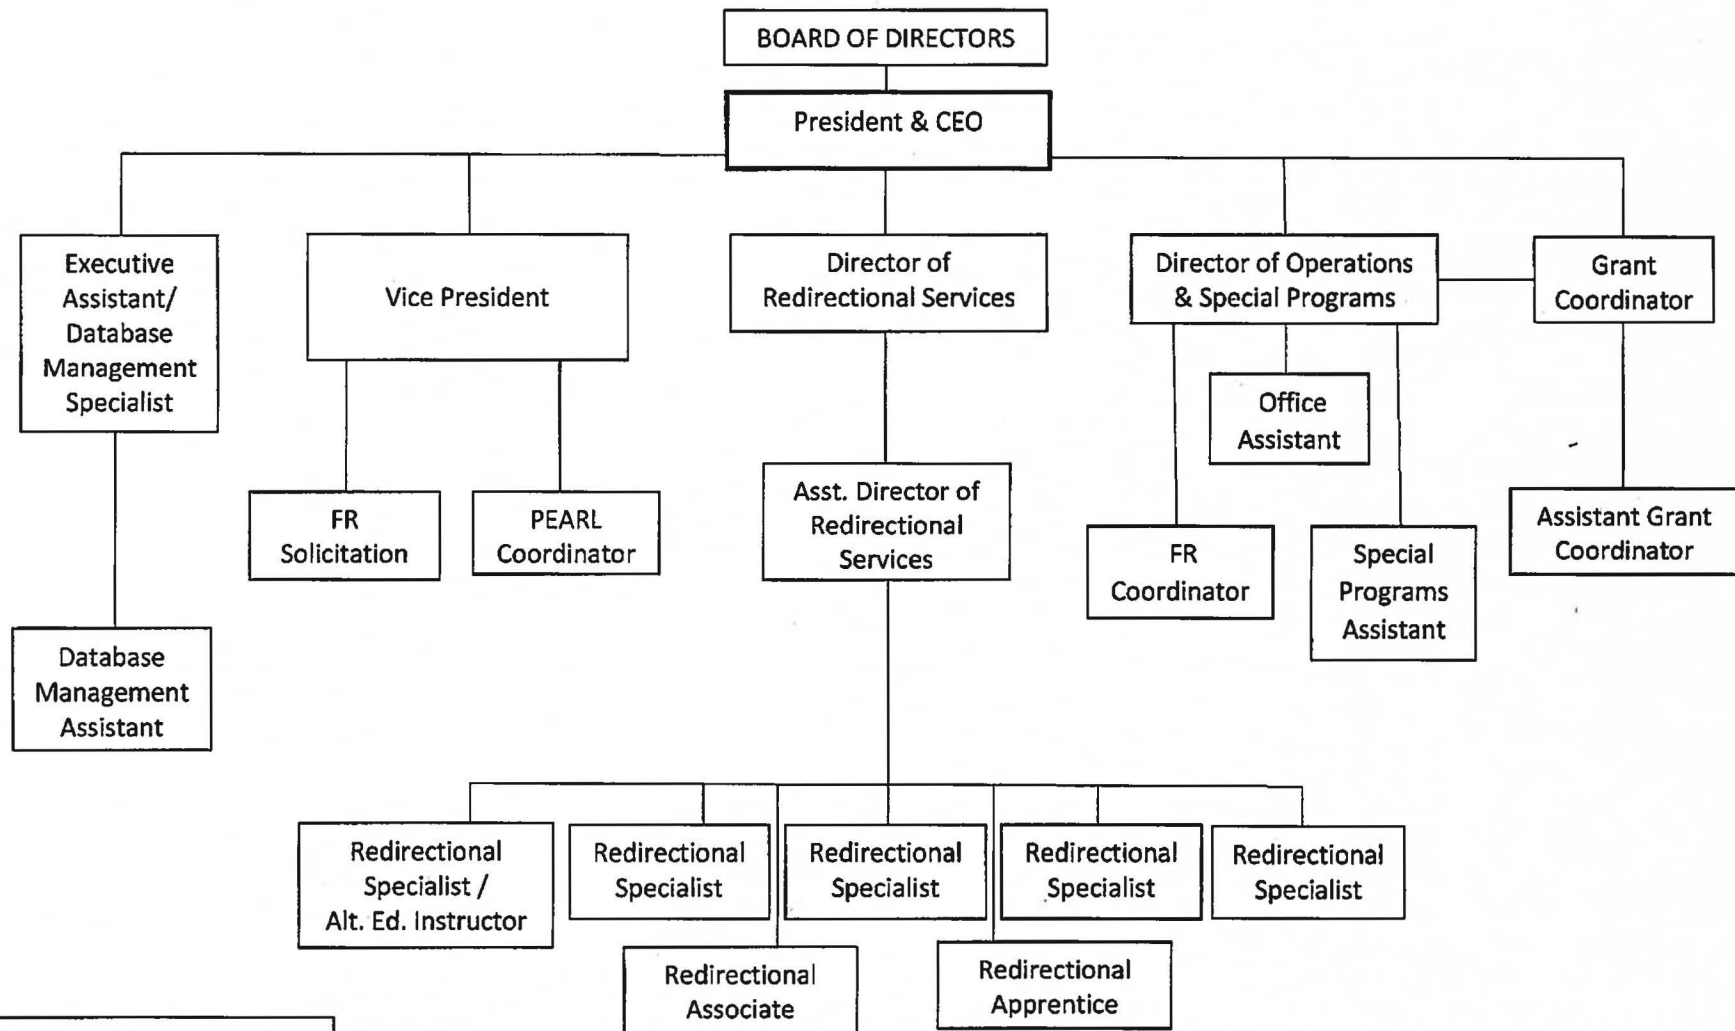 BOARD OF DIRECTORS
President & CEO
Executive
Assistant/
Database
Management
Specialist
Vice President
Director of
Redirectional Services
Director of Operations
& Special Programs
Grant
Coordinator
Office
Assistant
FR
Solicitation
PEARL
Coordinator
Asst. Director of
Redirectional
Services
FR
Coordinator
Special
Programs
Assistant
Assistant Grant
Coordinator
Database
Management
Assistant
Redirectional
Specialist /
Alt. Ed. Instructor
Redirectional
Specialist
Redirectional
Specialist
Redirectional
Specialist
Redirectional
Specialist
Redirectional
Associate
Redirectional
Apprentice